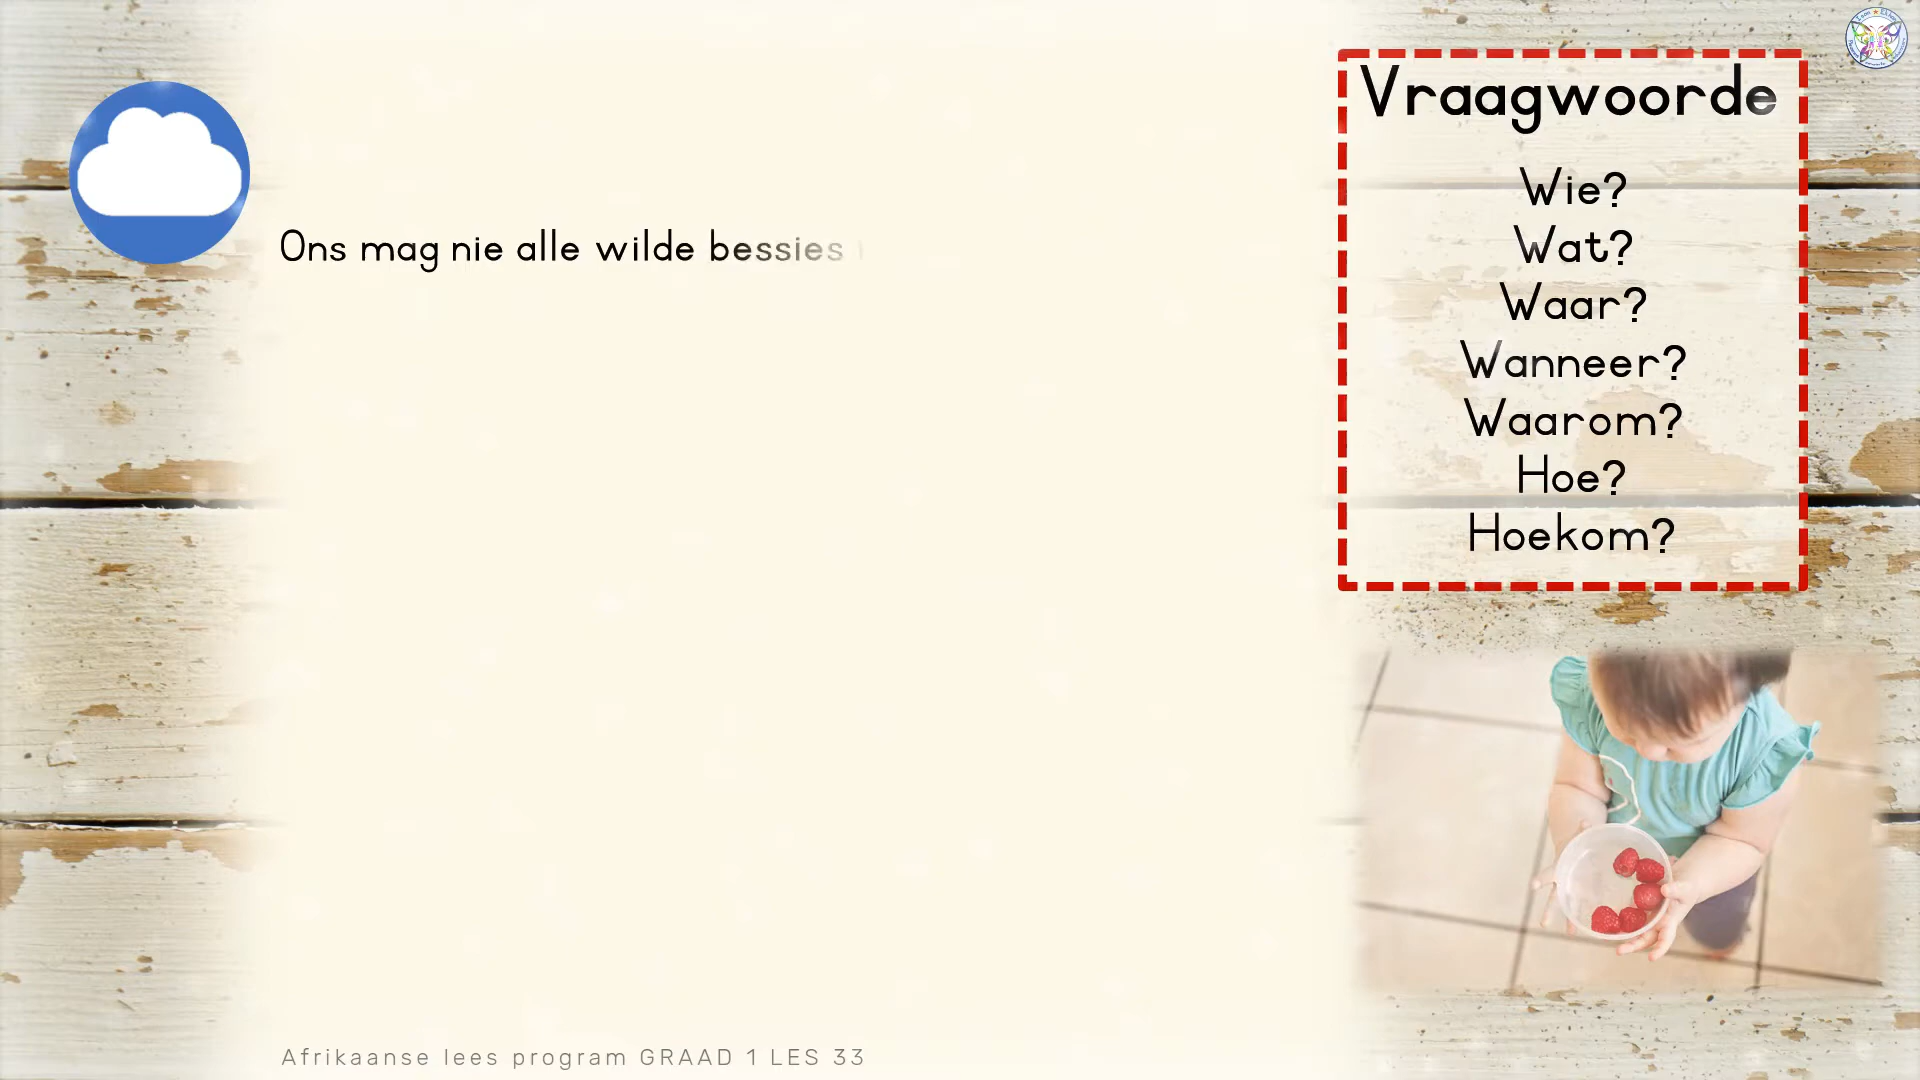 Vraagwoorde
Wie?
Wat?
Waar?
Wanneer?
Waarom?
Hoe?
Hoekom?
Ons mag nie alle wilde bessies
Afrikaanse lees program GRAAD 1 LES 33